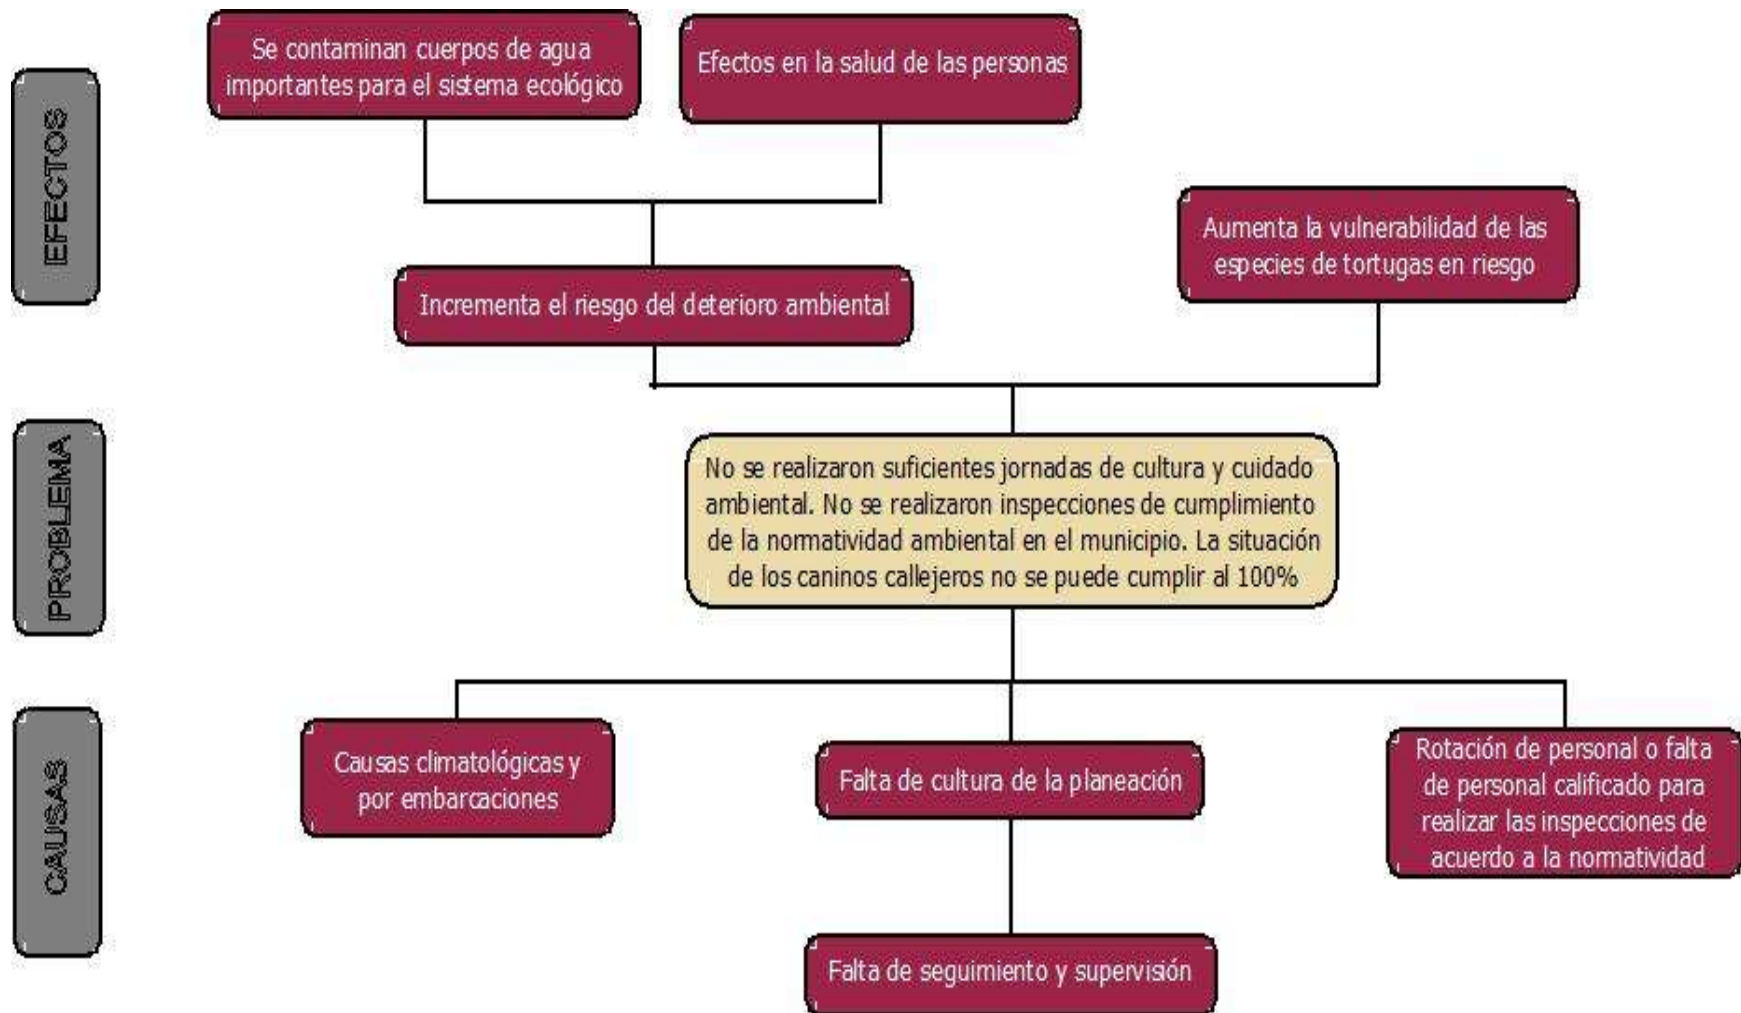 EFECTOS
Se contaminan cuerpos de agua
importantes para el sistema ecológico
Efectos en la salud de las personas
Aumenta la vulnerabilidad de las
especies de tortugas en riesgo
Incrementa el riesgo del deterioro ambiental
PROBLEMA
No se realizaron suficientes jornadas de cultura y cuidado
ambiental. No se realizaron inspecciones de cumplimiento
de la normatividad ambiental en el municipio. La situación
de los caninos callejeros no se puede cumplir al 100%
CAUSAS
Causas climatológicas y
por embarcaciones
Falta de cultura de la planeación
Rotación de personal o falta
de personal calificado para
realizar las inspecciones de
acuerdo a la normatividad
Falta de seguimiento y supervisión